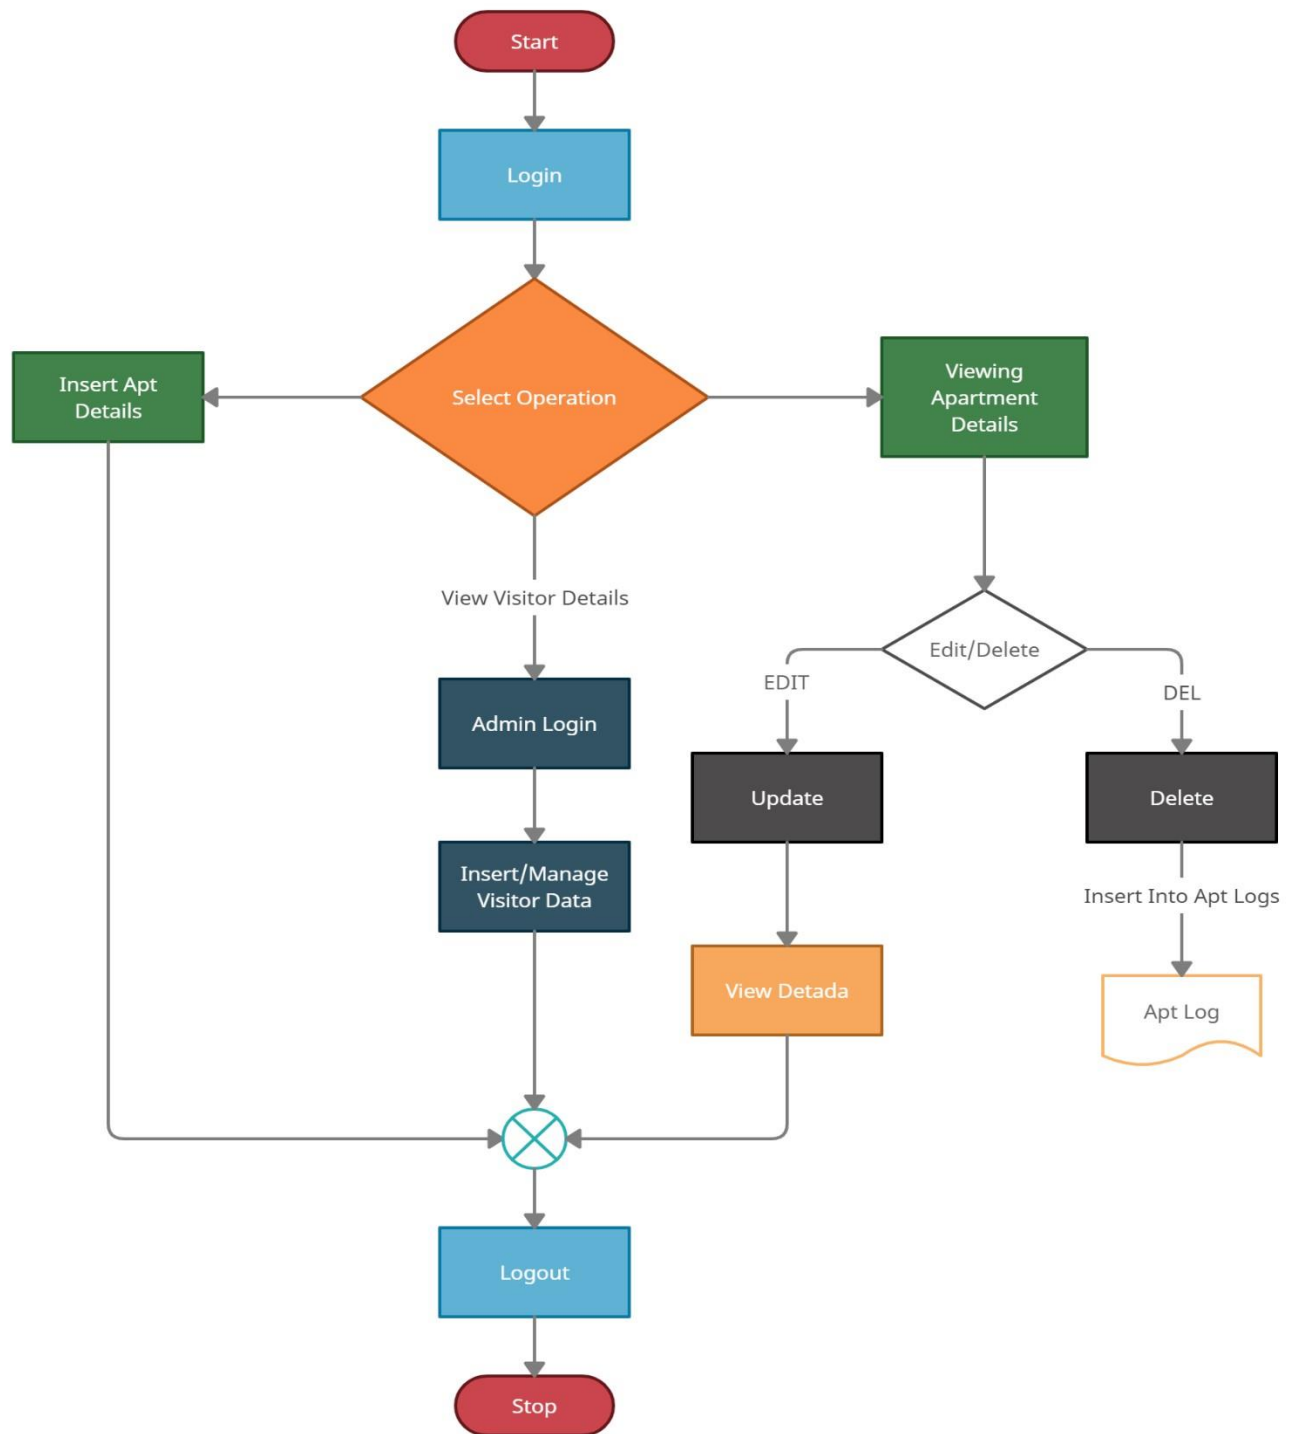 Start
Login
Select Operation
Insert Apt
Details
Viewing
Apartment
Details
View Visitor Details
Edit/Delete
EDIT
DEL
Admin Login
Update
Delete
Insert/Manage
Visitor Data
Insert Into Apt Logs
View Detada
Apt Log
Logout
Stop